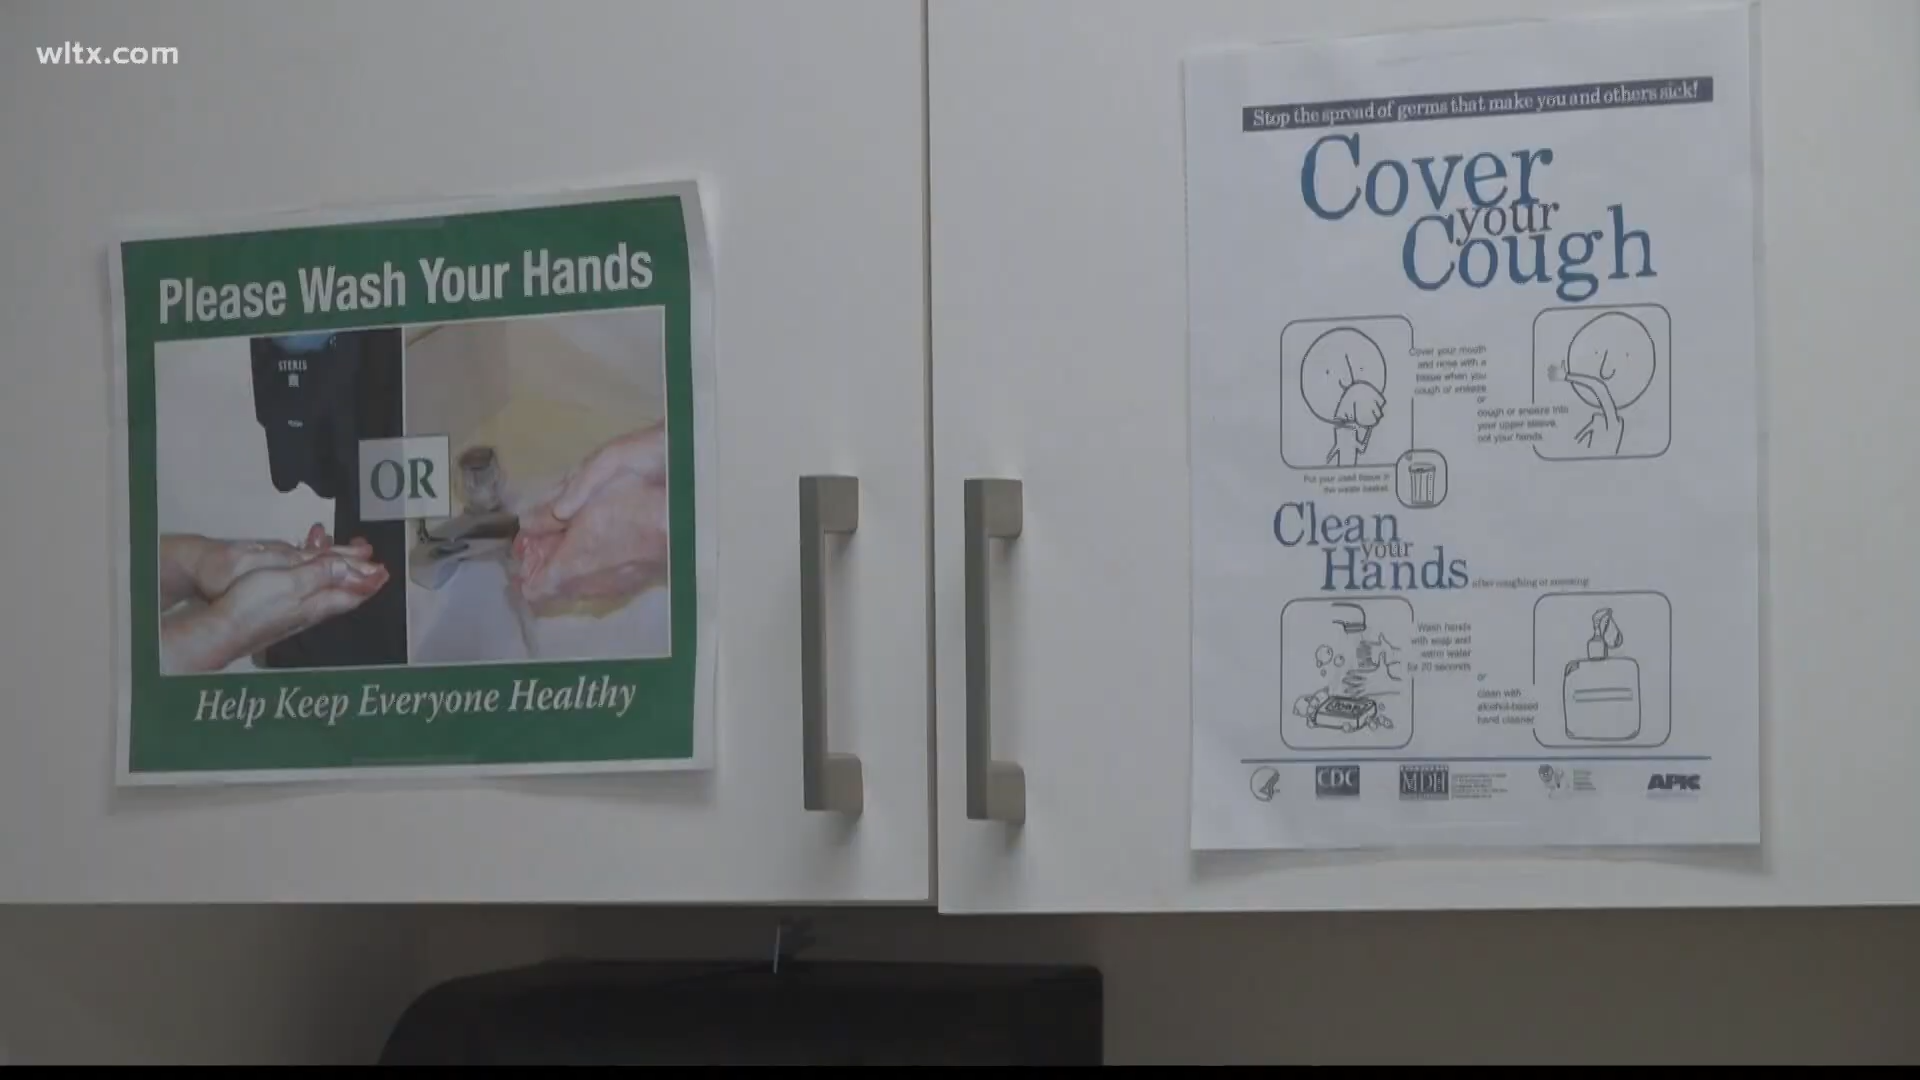 wltx.com
Please Wash Your Hands
STERIS
OR
Help Keep Everyone Healthy
Stop the spread of germs that make you and others sick!
Cover
your
Cough
Cover your mouth
and nose with a
tissue when you
cough or sneeze
or
cough or sneeze into
your upper sleeve,
not your hands.
Put your used tissue in
the waste basket.
Clean
your
Hands after coughing or sneezing.
Wash hands
with soap and
warm water
for 20 seconds
or
clean with
alcohol-based
hand cleaner
CDC
MDH
APIC